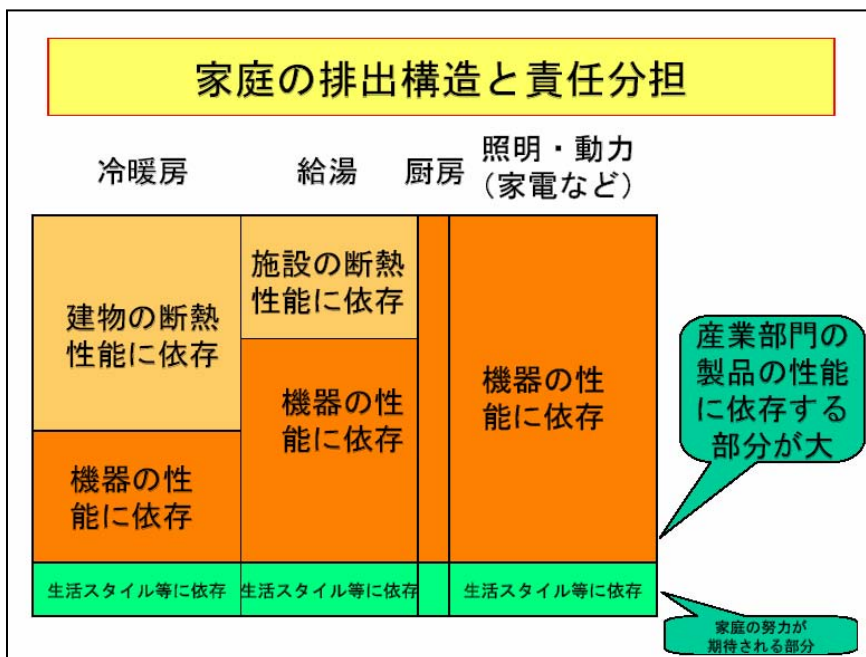 家庭の排出構造と責任分担
冷暖房
給湯
厨房
照明・動力
（家電など）
建物の断熱
性能に依存
施設の断熱
性能に依存
機器の性
能に依存
機器の性
能に依存
機器の性
能に依存
産業部門の
製品の性能
に依存する
部分が大
生活スタイル等に依存
生活スタイル等に依存
生活スタイル等に依存
家庭の努力が
期待される部分